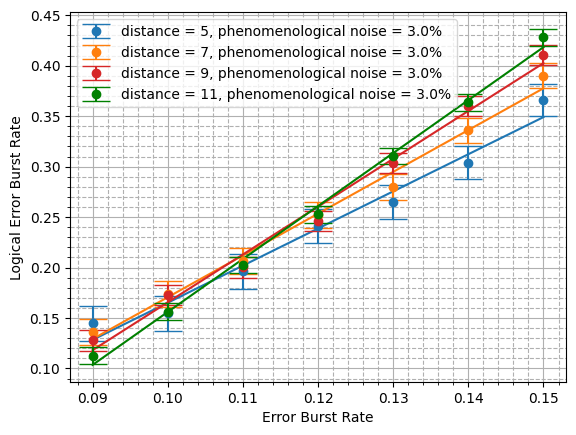 distance = 5, phenomenological noise = 3.0%
distance = 7, phenomenological noise = 3.0%
distance = 9, phenomenological noise = 3.0%
distance = 11, phenomenological noise = 3.0%
Logical Error Burst Rate
0.45
0.40
0.35
0.30
0.25
0.20
0.15
0.10
0.09 0.10 0.11 0.12 0.13 0.14 0.15
Error Burst Rate